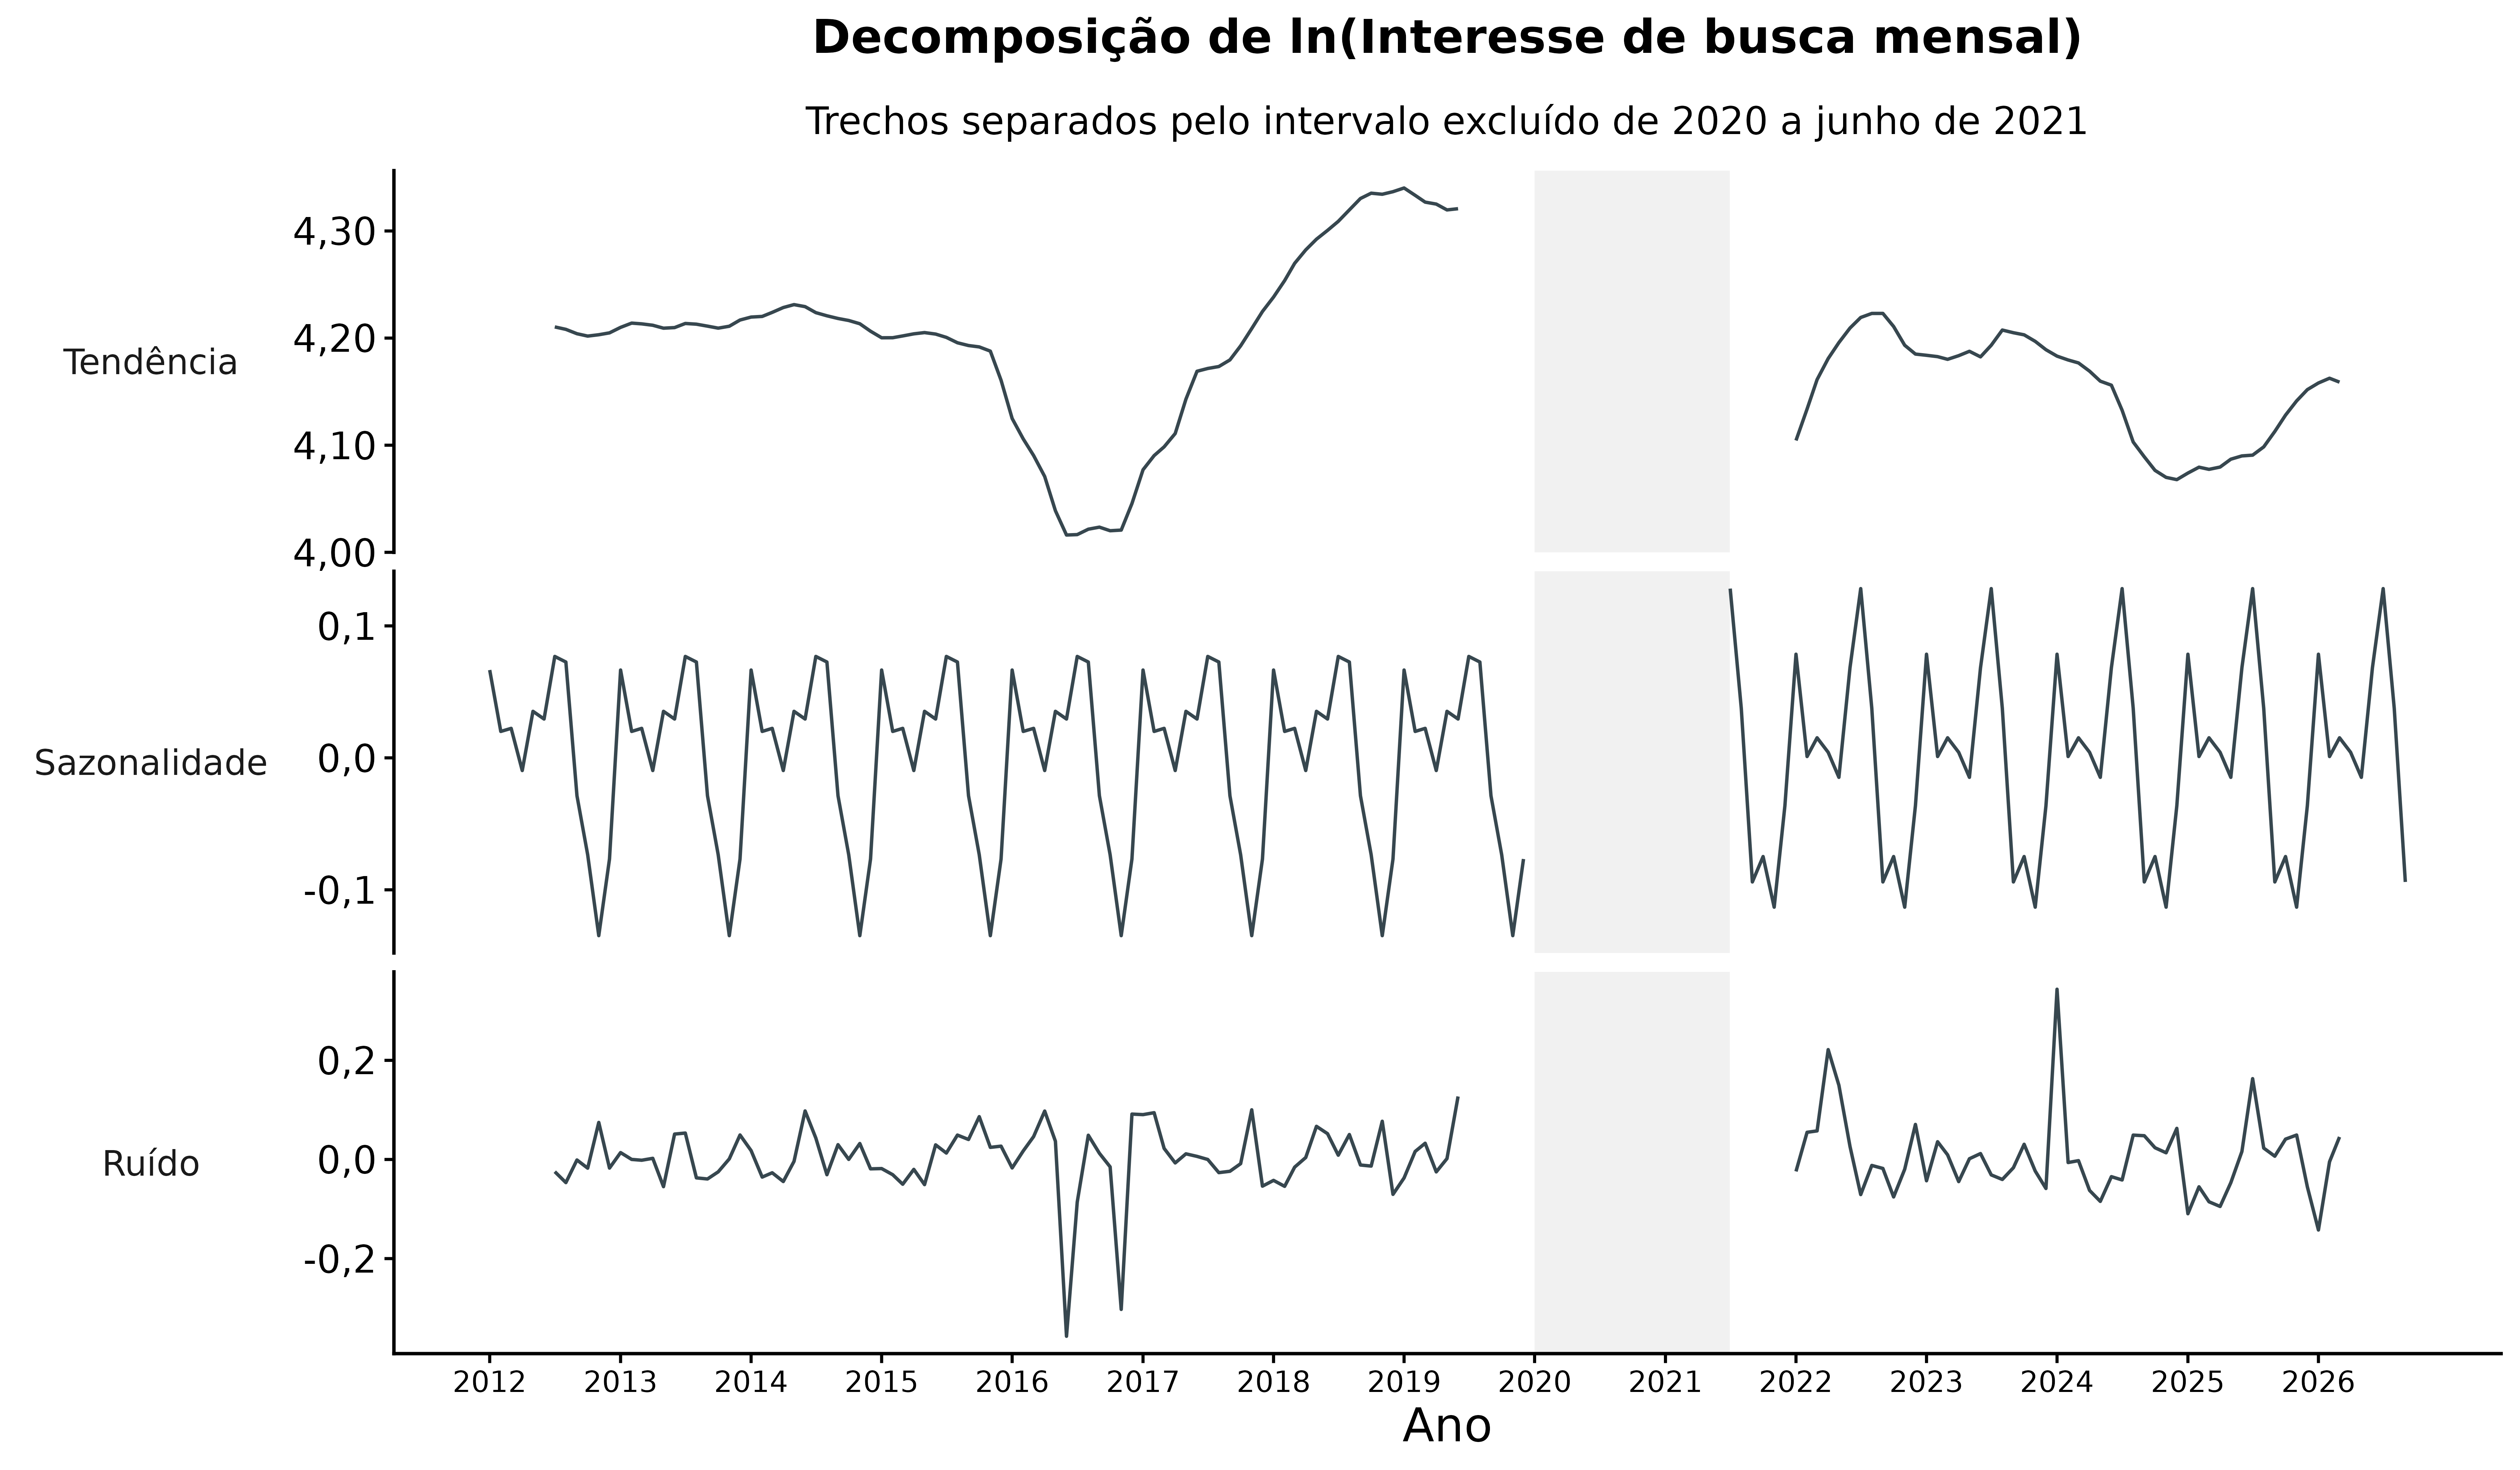 Decomposição de ln(Interesse de busca mensal)
Trechos separados pelo intervalo excluído de 2020 a junho de 2021
Tendência
4,30
4,20
4,10
4,00
Sazonalidade
0,1
0,0
-0,1
Ruído
0,2
0,0
-0,2
2012 2013 2014 2015 2016 2017 2018 2019 2020 2021 2022 2023 2024 2025 2026
Ano